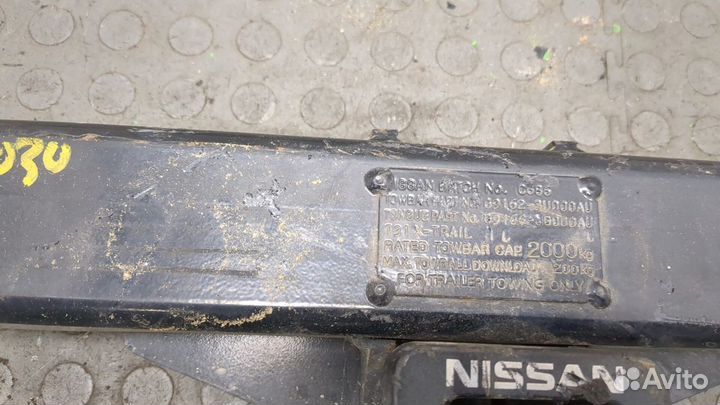 030
NISSAN BATCH No. C686
TOWBAR PART No.
TONGUE PART No.
T31 X-TRAIL
RATED TOWBAR CAP. 2000KG
MAX. TOWBALL DOWNLOAD 200KG
FOR TRAILER TOWING ONLY
NISSAN
Avito